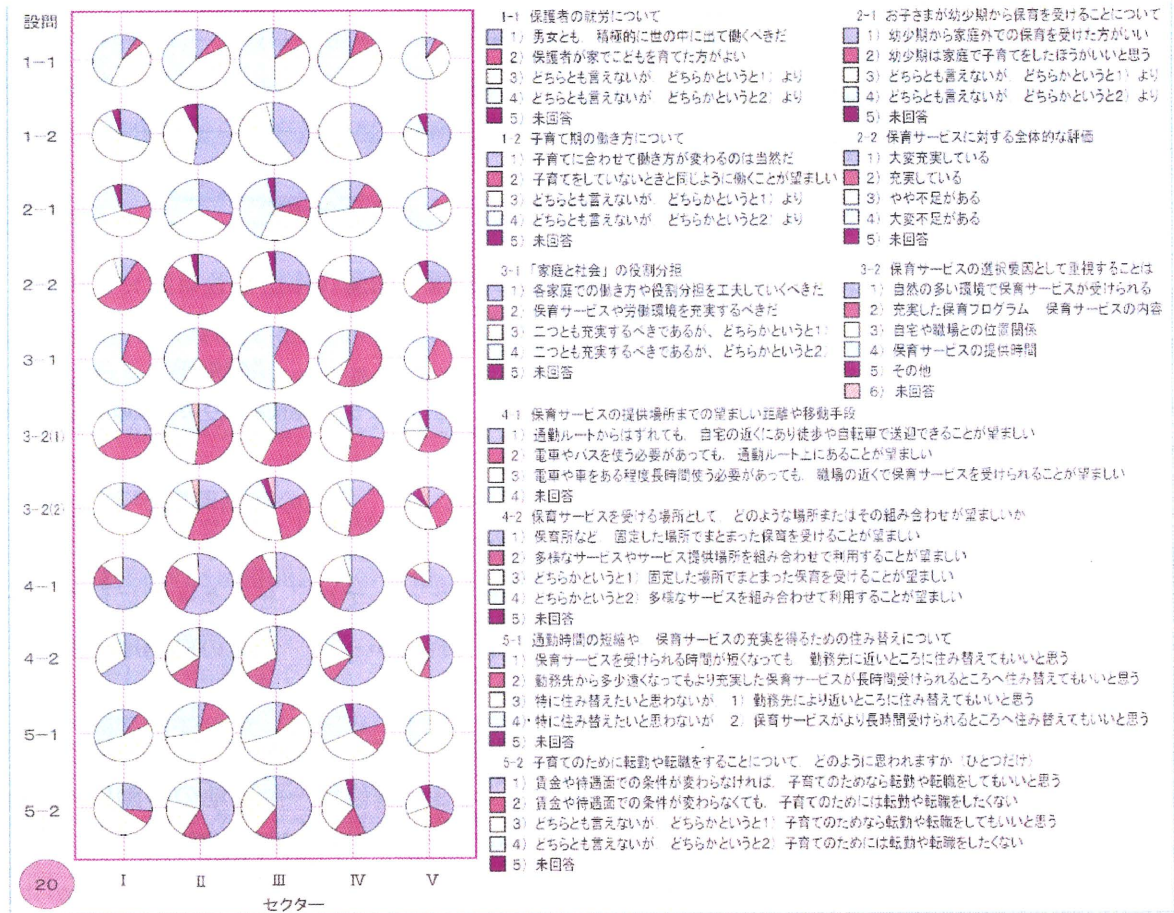 設問
1-1
1-2
2-1
2-2
3-1
3-2(1)
3-2(2)
4-1
4-2
5-1
5-2
I
II
III
IV
V
セクター
20
1-1 保護者の就労について
1) 男女とも、積極的に世の中に出て働くべきだ
2) 保護者が家でこどもを育てた方がよい
3) どちらとも言えないが どちらかというと1) より
4) どちらとも言えないが どちらかというと2) より
5) 未回答
1-2 子育て期の働き方について
1) 子育てに合わせて働き方が変わるのは当然だ
2) 子育てをしていないときと同じように働くことが望ましい
3) どちらとも言えないが どちらかというと1) より
4) どちらとも言えないが どちらかというと2) より
5) 未回答
2-1 お子さまが幼少期から保育を受けることについて
1) 幼少期から家庭外での保育を受けた方がいい
2) 幼少期は家庭で子育てをしたほうがいいと思う
3) どちらとも言えないが どちらかというと1) より
4) どちらとも言えないが どちらかというと2) より
5) 未回答
2-2 保育サービスに対する全体的な評価
1) 大変充実している
2) 充実している
3) やや不足がある
4) 大変不足がある
5) 未回答
3-1 「家庭と社会」の役割分担
1) 各家庭での働き方や役割分担を工夫していくべきだ
2) 保育サービスや労働環境を充実するべきだ
3) 二つとも充実するべきであるが、どちらかというと1)
4) 二つとも充実するべきであるが、どちらかというと2)
5) 未回答
3-2 保育サービスの選択要因として重視することは
1) 自然の多い環境で保育サービスが受けられる
2) 充実した保育プログラム 保育サービスの内容
3) 自宅や職場との位置関係
4) 保育サービスの提供時間
5) その他
6) 未回答
4-1 保育サービスの提供場所までの望ましい距離や移動手段
1) 通勤ルートからはずれても、自宅の近くにあり徒歩や自転車で送迎できることが望ましい
2) 電車やバスを使う必要があっても、通勤ルート上にあることが望ましい
3) 電車や車をある程度長時間使う必要があっても、職場の近くで保育サービスを受けられることが望ましい
4) 未回答
4-2 保育サービスを受ける場所として、どのような場所またはその組み合わせが望ましいか
1) 保育所など、固定した場所でまとまった保育を受けることが望ましい
2) 多様なサービスやサービス提供場所を組み合わせて利用することが望ましい
3) どちらかというと1) 固定した場所でまとまった保育を受けることが望ましい
4) どちらかというと2) 多様なサービスを組み合わせて利用することが望ましい
5) 未回答
5-1 通勤時間の短縮や 保育サービスの充実を得るための住み替えについて
1) 保育サービスを受けられる時間が短くなっても 勤務先に近いところに住み替えてもいいと思う
2) 勤務先から多少遠くなってもより充実した保育サービスが長時間受けられるところへ住み替えてもいいと思う
3) 特に住み替えたいと思わないが 1) 勤務先により近いところに住み替えてもいいと思う
4) 特に住み替えたいと思わないが 2) 保育サービスがより長時間受けられるところへ住み替えてもいいと思う
5) 未回答
5-2 子育てのために転勤や転職をすることについて、どのように思われますか (ひとつだけ)
1) 賃金や待遇面での条件が変わらなければ、子育てのためなら転勤や転職をしてもいいと思う
2) 賃金や待遇面での条件が変わらなくても、子育てのためには転勤や転職をしたくない
3) どちらとも言えないが どちらかというと1) 子育てのためなら転勤や転職をしてもいいと思う
4) どちらとも言えないが どちらかというと2) 子育てのためには転勤や転職をしたくない
5) 未回答